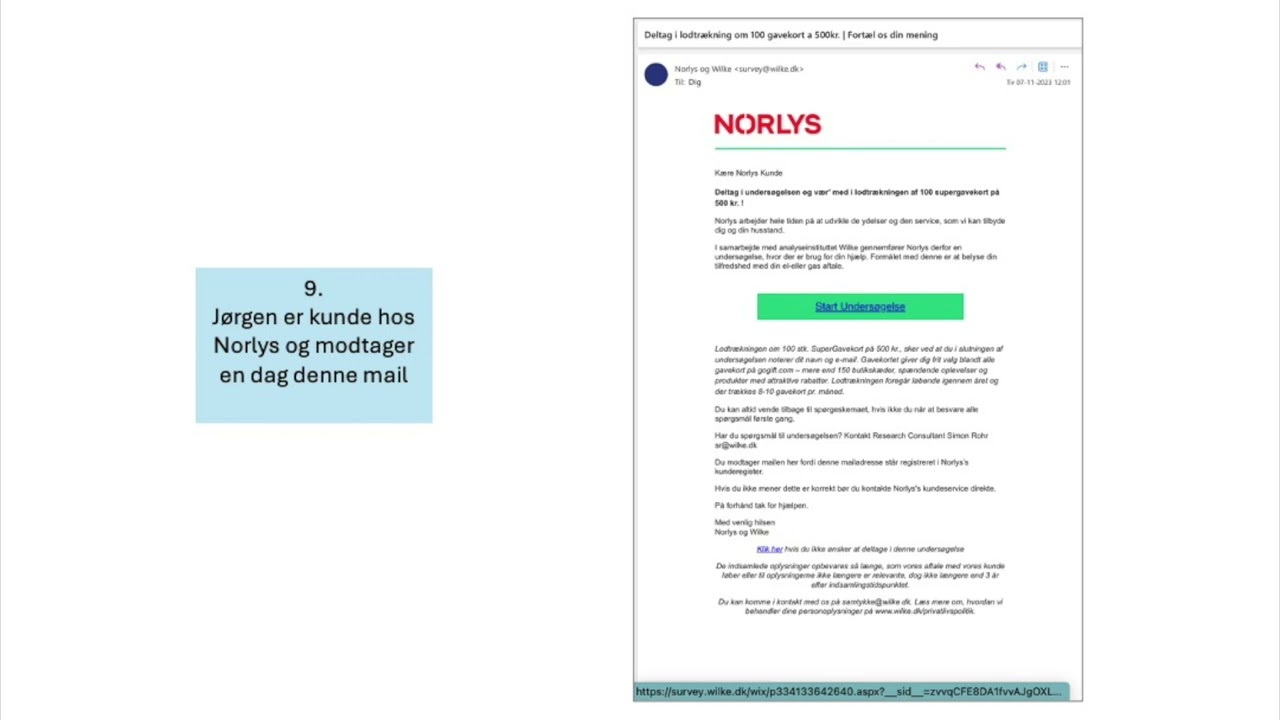 9.
Jørgen er kunde hos
Norlys og modtager
en dag denne mail
Deltag i lodtrækning om 100 gavekort a 500kr. | Fortæl os din mening
Norlys og Wilke <survey@wilke.dk>
Til: Dig
Tir 07-11-2023 12:01
NORLYS
Kære Norlys Kunde
Deltag i undersøgelsen og vær' med i lodtrækningen af 100 supergavekort på
500 kr. !
Norlys arbejder hele tiden på at udvikle de ydelser og den service, som vi kan tilbyde
dig og din husstand.
I samarbejde med analyseinstituttet Wilke gennemfører Norlys derfor en
undersøgelse, hvor der er brug for din hjælp. Formålet med denne er at belyse din
tilfredshed med din el-eller gas aftale.
Start Undersøgelse
Lodtrækningen om 100 stk. SuperGavekort på 500 kr., sker ved at du i slutningen af
undersøgelsen noterer dit navn og e-mail. Gavekortet giver dig frit valg blandt alle
gavekort på gogift.com – mere end 150 butikskæder, spændende oplevelser og
produkter med attraktive rabatter. Lodtrækningen foregår løbende igennem året og
der trækkes 8-10 gavekort pr. måned.
Du kan altid vende tilbage til spørgeskemaet, hvis ikke du når at besvare alle
spørgsmål første gang.
Har du spørgsmål til undersøgelsen? Kontakt Research Consultant Simon Rohr
sr@wilke.dk
Du modtager mailen her fordi denne mailadresse står registreret i Norlys's
kunderegister.
Hvis du ikke mener dette er korrekt bør du kontakte Norlys's kundeservice direkte.
På forhånd tak for hjælpen.
Med venlig hilsen
Norlys og Wilke
Klik her hvis du ikke ønsker at deltage i denne undersøgelse
De indsamlede oplysninger opbevares så længe, som vores aftale med vores kunde
løber eller til oplysningerne ikke længere er relevante, dog ikke længere end 3 år
efter indsamlingstidspunktet.
Du kan komme i kontakt med os på samtykke@wilke.dk. Læs mere om, hvordan vi
behandler dine personoplysninger på www.wilke.dk/privatlivspolitik.
https://survey.wilke.dk/wix/p334133642640.aspx?__sid__=zvvqCFE8DA1fvvAJgOXL...